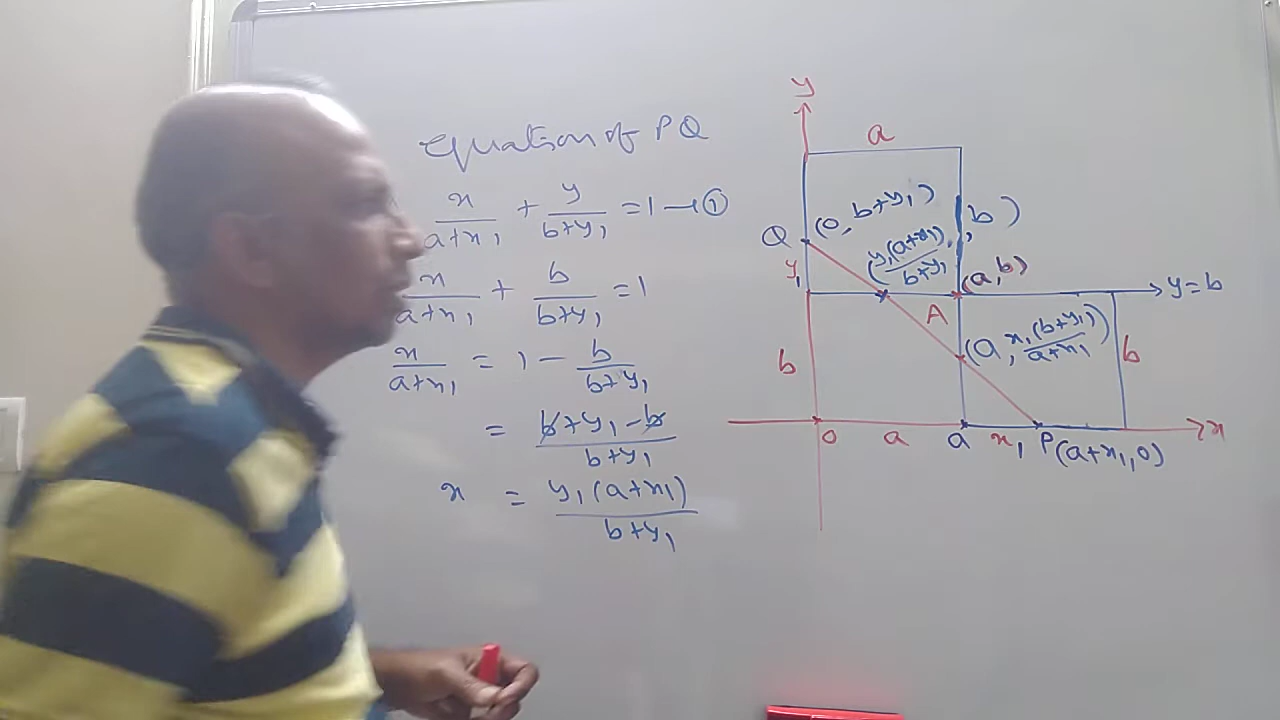 equation of PQ
x/(a+x₁) + y/(b+y₁) = 1 → ①
x/(a+x₁) + b/(b+y₁) = 1
x/(a+x₁) = 1 − b/(b+y₁)
= (b+y₁−b)/(b+y₁)
x = y₁(a+x₁)/(b+y₁)
y
a
Q (0, b+y₁)
(y₁(a+x₁)/(b+y₁), b)
y₁
(a,b)
y=b
A
b
(a, x₁(b+y₁)/(a+x₁))
b
0
a
a
x₁
P(a+x₁,0)
x